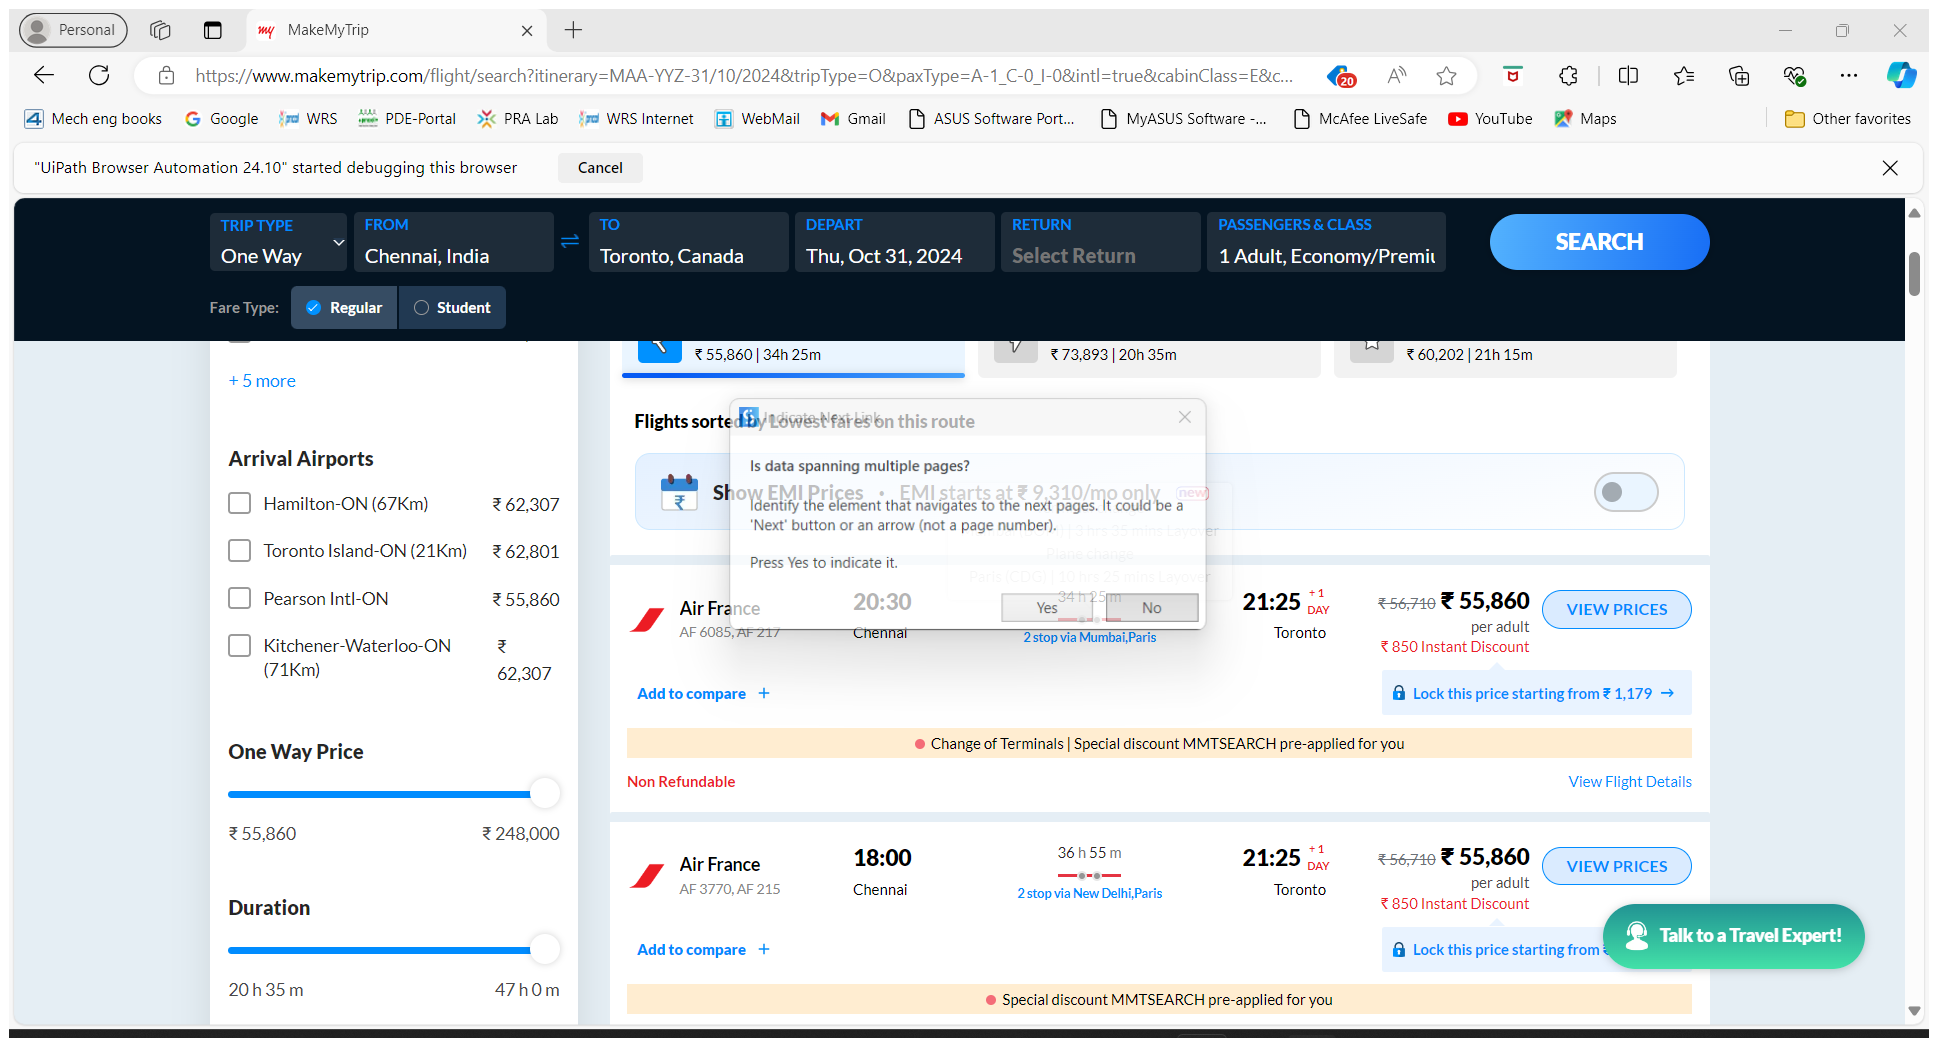 Personal
MakeMyTrip
https://www.makemytrip.com/flight/search?itinerary=MAA-YYZ-31/10/2024&tripType=O&paxType=A-1_C-0_I-0&intl=true&cabinClass=E&c...
20
Mech eng books
Google
WRS
PDE-Portal
PRA Lab
WRS Internet
WebMail
Gmail
ASUS Software Port...
MyASUS Software -...
McAfee LiveSafe
YouTube
Maps
Other favorites
"UiPath Browser Automation 24.10" started debugging this browser
Cancel
TRIP TYPE
One Way
FROM
Chennai, India
TO
Toronto, Canada
DEPART
Thu, Oct 31, 2024
RETURN
Select Return
PASSENGERS & CLASS
1 Adult, Economy/Premiu
SEARCH
Fare Type:
Regular
Student
+ 5 more
Arrival Airports
Hamilton-ON (67Km)
₹ 62,307
Toronto Island-ON (21Km)
₹ 62,801
Pearson Intl-ON
₹ 55,860
Kitchener-Waterloo-ON
(71Km)
₹
62,307
One Way Price
₹ 55,860
₹ 248,000
Duration
20 h 35 m
47 h 0 m
₹ 55,860 | 34h 25m
₹ 73,893 | 20h 35m
₹ 60,202 | 21h 15m
Flights sorted by Lowest fares on this route
Indicate Next Link
Is data spanning multiple pages?
Show EMI Prices • EMI starts at ₹ 9,310/mo only
new
Identify the element that navigates to the next pages. It could be a
'Next' button or an arrow (not a page number).
3 hrs 35 mins Layover
Plane change
Press Yes to indicate it.
Paris (CDG) | 10 hrs 25 mins Layover
Yes
No
Air France
AF 6085, AF 217
20:30
Chennai
34 h 25 m
2 stop via Mumbai,Paris
21:25
+ 1
DAY
Toronto
₹ 56,710
₹ 55,860
per adult
₹ 850 Instant Discount
VIEW PRICES
Add to compare +
Lock this price starting from ₹ 1,179 →
Change of Terminals | Special discount MMTSEARCH pre-applied for you
Non Refundable
View Flight Details
Air France
AF 3770, AF 215
18:00
Chennai
36 h 55 m
2 stop via New Delhi,Paris
21:25
+ 1
DAY
Toronto
₹ 56,710
₹ 55,860
per adult
₹ 850 Instant Discount
VIEW PRICES
Add to compare +
Lock this price starting from
Talk to a Travel Expert!
Special discount MMTSEARCH pre-applied for you